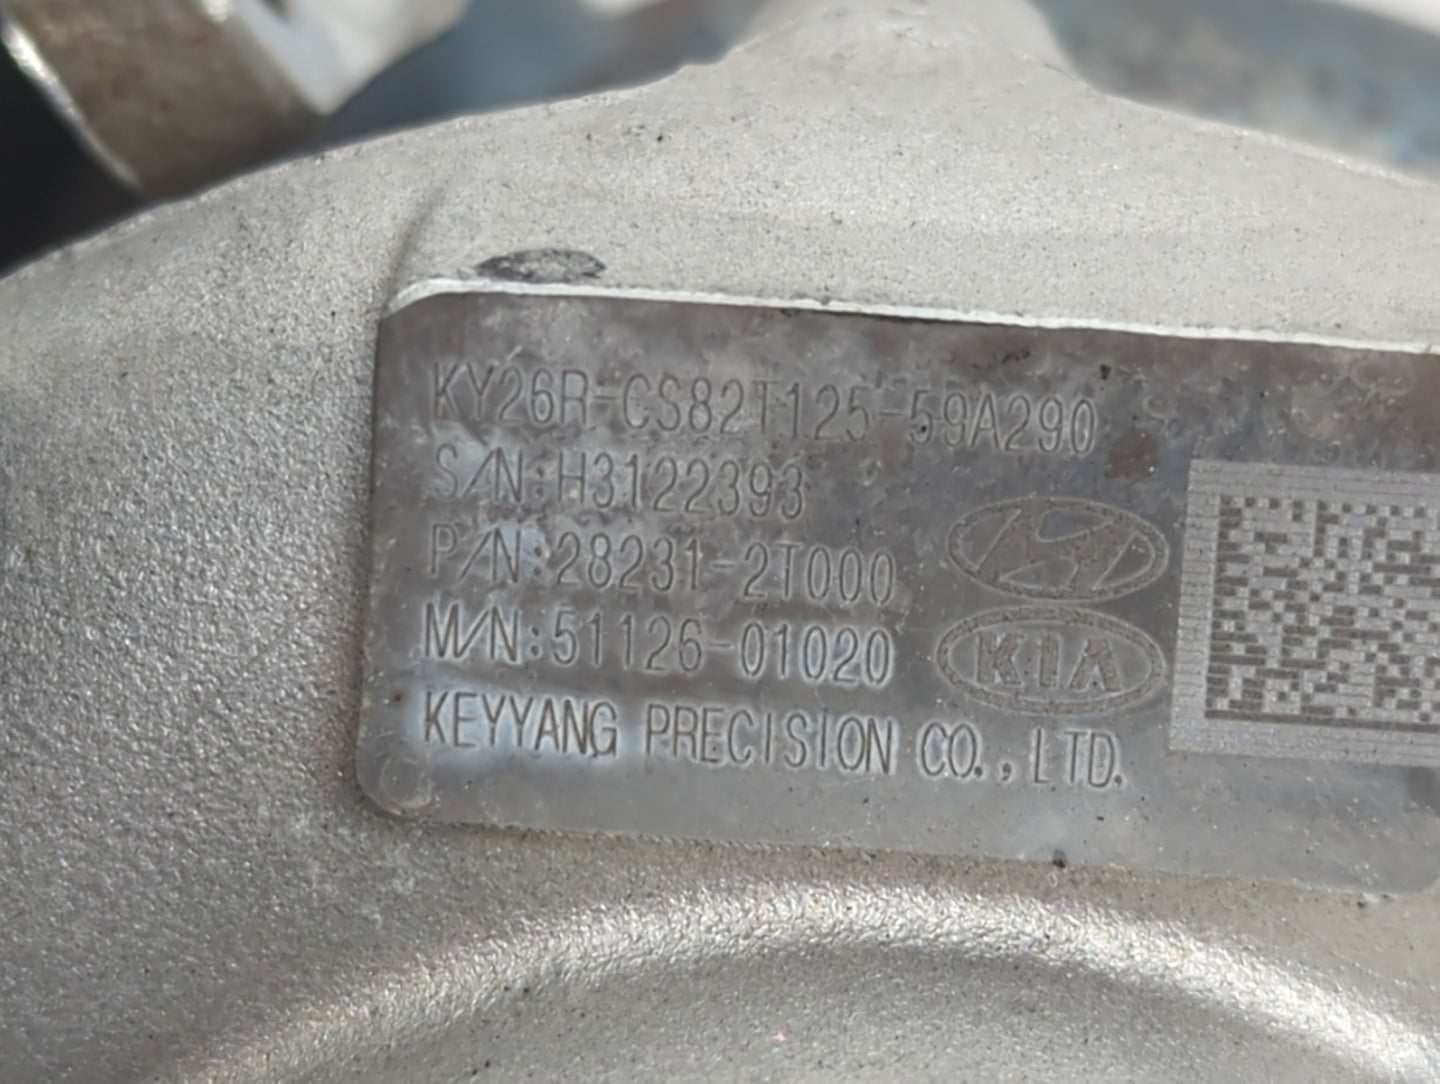 KY26R-CS82T125-59A290
S/N:H3122393
P/N:28231-2T000
M/N:51126-01020
KIA
KEYYANG PRECISION CO.,LTD.